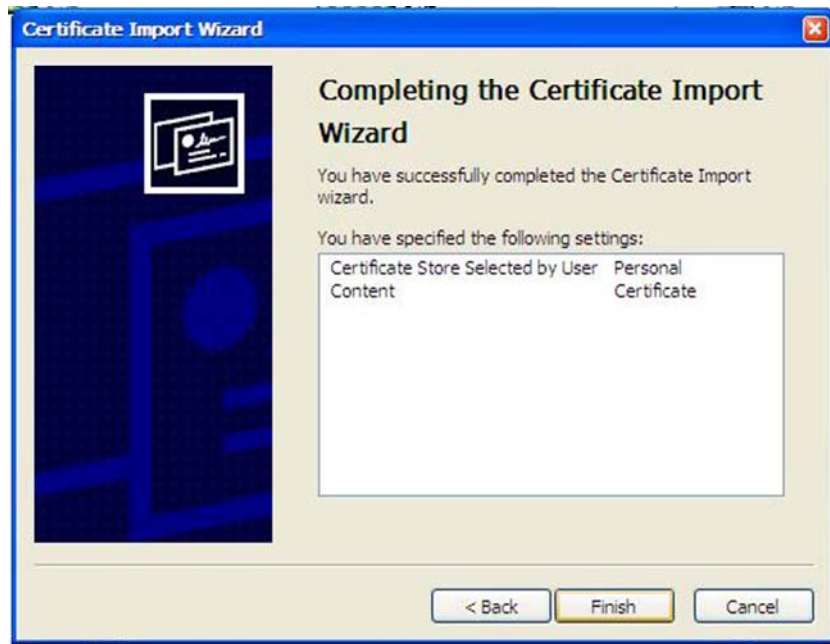 Certificate Import Wizard
Completing the Certificate Import
Wizard
You have successfully completed the Certificate Import
wizard.
You have specified the following settings:
Certificate Store Selected by User Personal
Content Certificate
< Back Finish Cancel